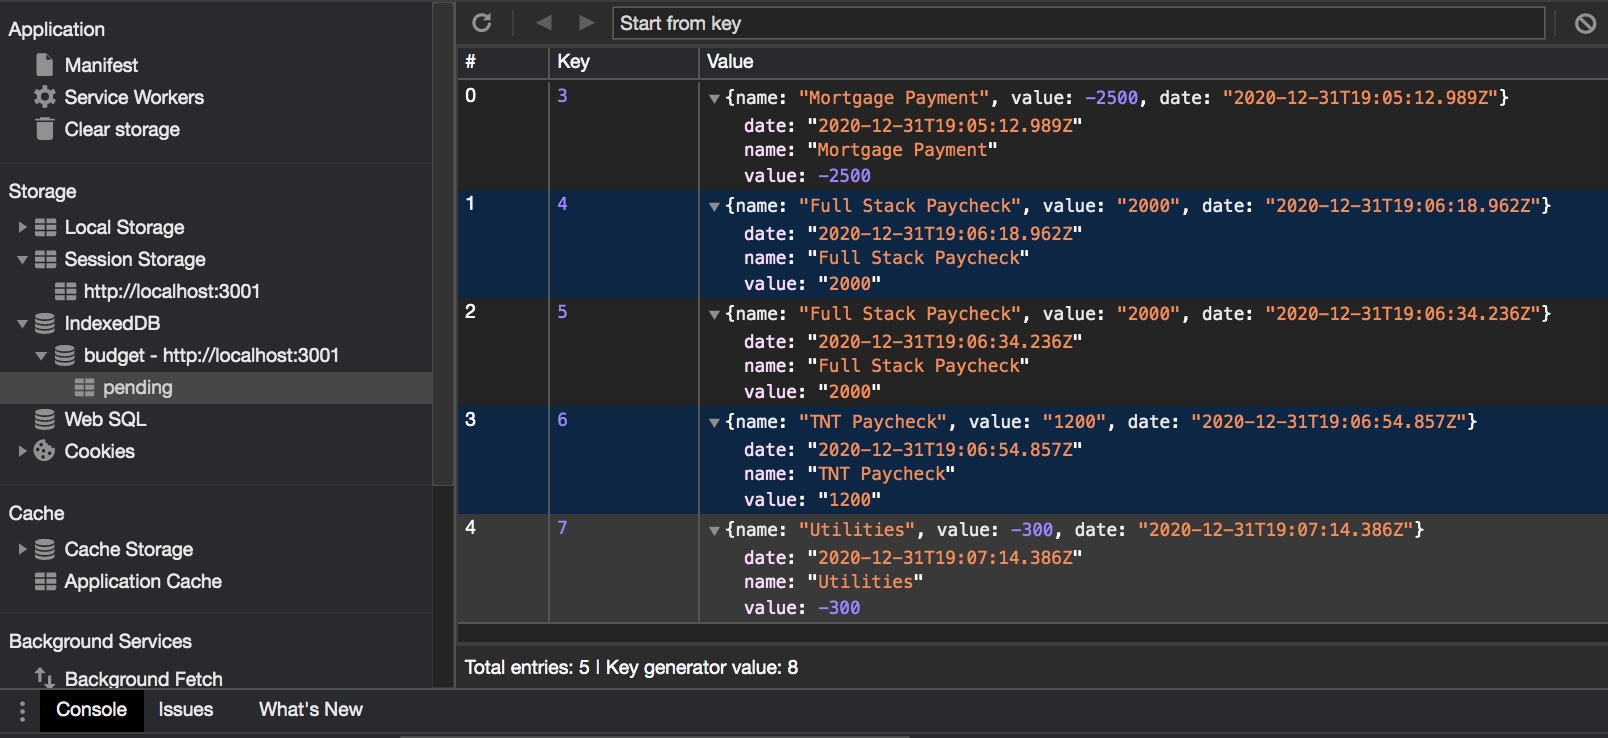 Application
Manifest
Service Workers
Clear storage
Storage
Local Storage
Session Storage
http://localhost:3001
IndexedDB
budget - http://localhost:3001
pending
Web SQL
Cookies
Cache
Cache Storage
Application Cache
Background Services
Background Fetch
Start from key
# Key Value
0 3 {name: "Mortgage Payment", value: -2500, date: "2020-12-31T19:05:12.989Z"}
date: "2020-12-31T19:05:12.989Z"
name: "Mortgage Payment"
value: -2500
1 4 {name: "Full Stack Paycheck", value: "2000", date: "2020-12-31T19:06:18.962Z"}
date: "2020-12-31T19:06:18.962Z"
name: "Full Stack Paycheck"
value: "2000"
2 5 {name: "Full Stack Paycheck", value: "2000", date: "2020-12-31T19:06:34.236Z"}
date: "2020-12-31T19:06:34.236Z"
name: "Full Stack Paycheck"
value: "2000"
3 6 {name: "TNT Paycheck", value: "1200", date: "2020-12-31T19:06:54.857Z"}
date: "2020-12-31T19:06:54.857Z"
name: "TNT Paycheck"
value: "1200"
4 7 {name: "Utilities", value: -300, date: "2020-12-31T19:07:14.386Z"}
date: "2020-12-31T19:07:14.386Z"
name: "Utilities"
value: -300
Total entries: 5 | Key generator value: 8
Console Issues What's New